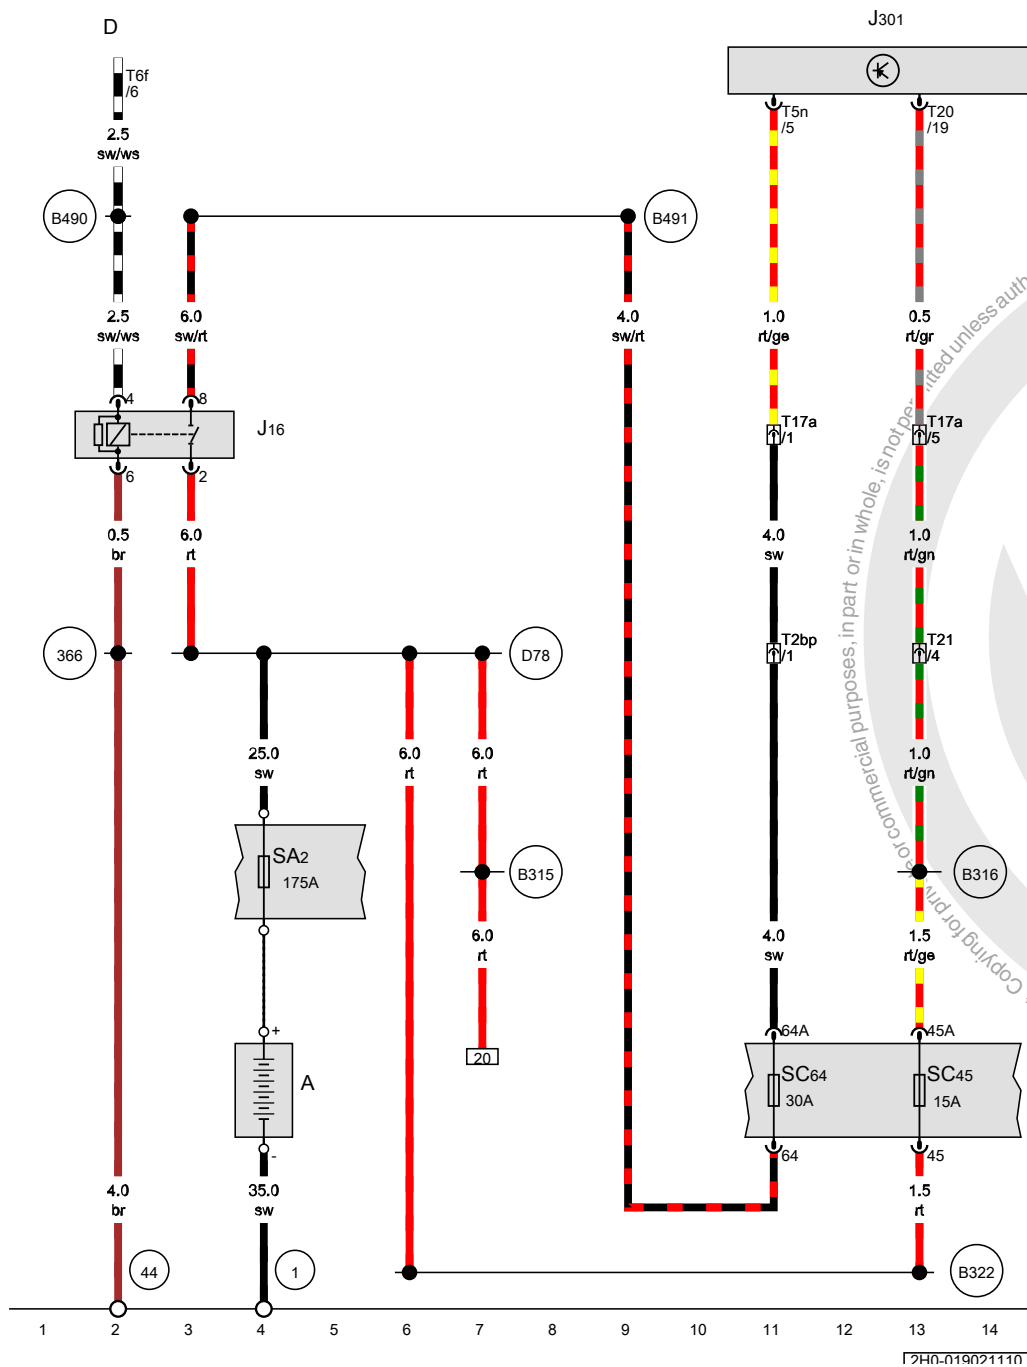 D
J301
T6f
/6
T5n
/5
T20
/19
2.5
sw/ws
B490
B491
2.5
sw/ws
6.0
sw/rt
4.0
sw/rt
1.0
rt/ge
0.5
rt/gr
4
8
J16
T17a
/1
T17a
/5
6
2
0.5
br
6.0
rt
4.0
sw
1.0
rt/gn
366
D78
T2bp
/1
T21
/4
25.0
sw
6.0
rt
6.0
rt
1.0
rt/gn
SA2
175A
B315
B316
6.0
rt
4.0
sw
1.5
rt/ge
+
64A
45A
20
A
SC64
30A
SC45
15A
-
64
45
4.0
br
35.0
sw
1.5
rt
44
1
B322
1 2 3 4 5 6 7 8 9 10 11 12 13 14
2H0-019021110
Copying for private or commercial purposes, in part or in whole, is not permitted unless auth